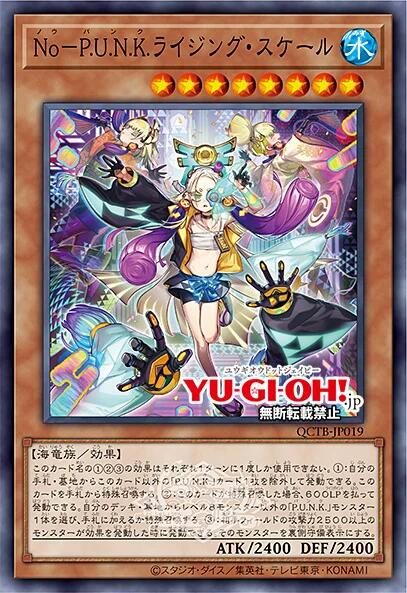 ノウ パンク
No－P.U.N.K.ライジング・スケール
水
ユウギオウドットジェイピー
YU-GI-OH!.jp
無断転載禁止
QCTB-JP019
【海竜族／効果】
このカード名の①②③の効果はそれぞれ1ターンに1度しか使用できない。①：自分の
手札・墓地からこのカード以外の「P.U.N.K.」カード1枚を除外して発動できる。この
カードを手札から特殊召喚する。②：このカードが特殊召喚した場合、600LPを払って
発動できる。自分のデッキ・墓地からレベル8モンスター以外の「P.U.N.K.」モンスター
1体を選び、手札に加えるか特殊召喚する。③：相手フィールドの攻撃力2500以上の
モンスターが効果を発動した時に発動できる。そのモンスターを裏側守備表示にする。
ATK/2400 DEF/2400
©スタジオ・ダイス／集英社・テレビ東京・KONAMI